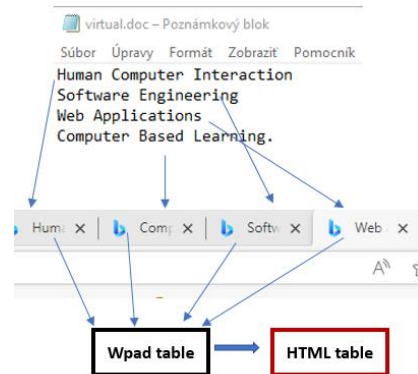 virtual.doc – Poznámkový blok
Súbor Úpravy Formát Zobraziť Pomocník
Human Computer Interaction
Software Engineering
Web Applications
Computer Based Learning.
Huma Comp Softw Web
A
Wpad table HTML table